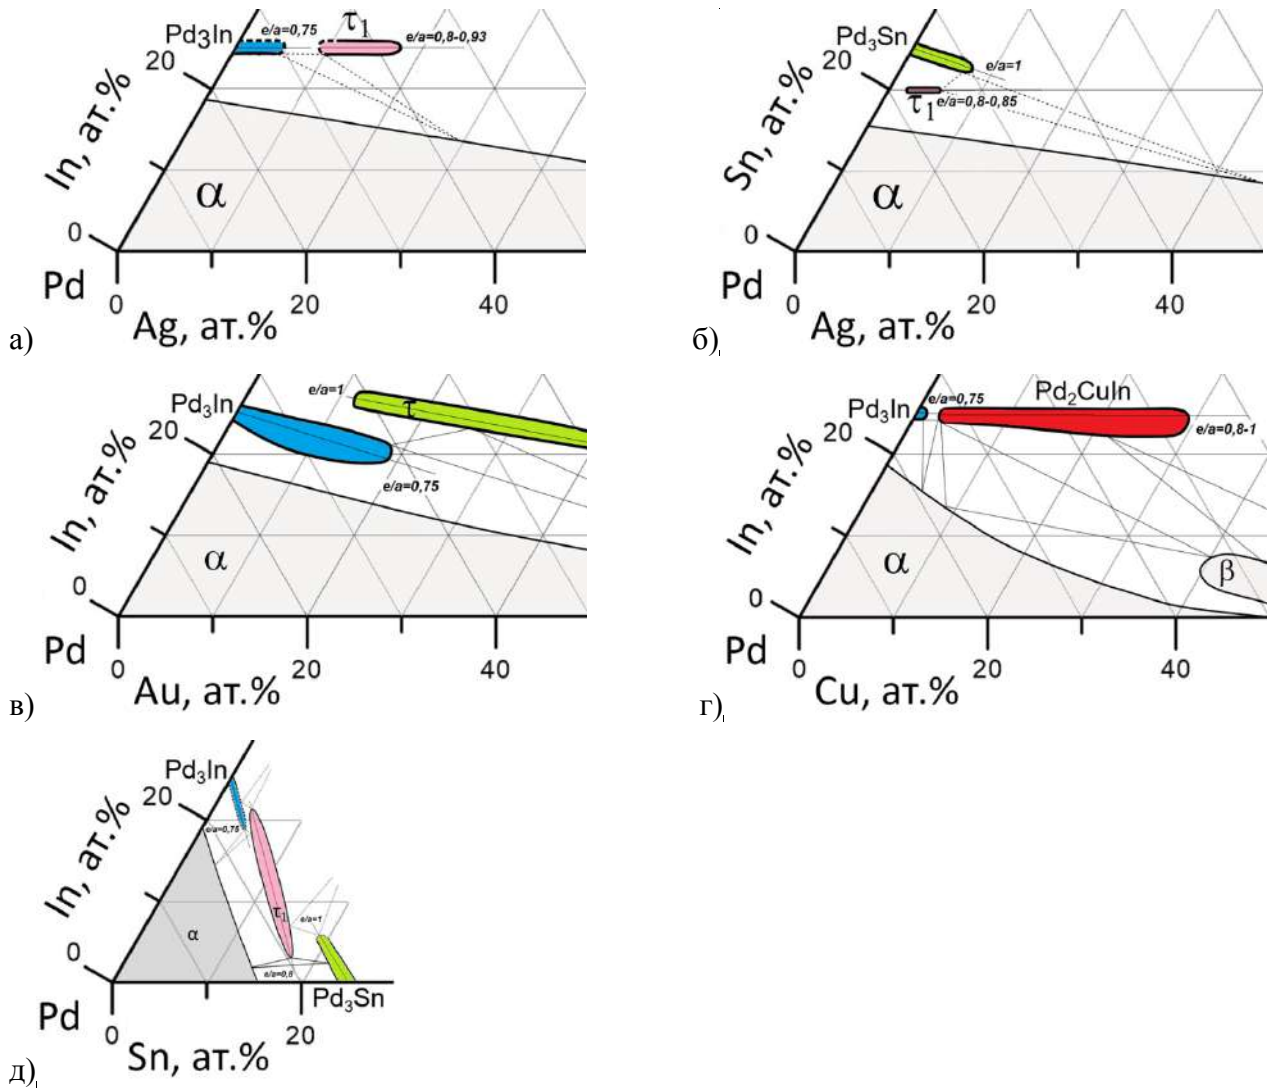 Pd₃In
e/a=0,75
τ₁
e/a=0,8-0,93
20
In, ат.%
α
0
Pd
0
20
40
Ag, ат.%
а)
Pd₃Sn
e/a=1
20
τ₁
e/a=0,8-0,85
Sn, ат.%
α
0
Pd
0
20
40
Ag, ат.%
б)
Pd₃In
e/a=1
τ
20
e/a=0,75
In, ат.%
α
0
Pd
0
20
40
Au, ат.%
в)
Pd₃In
e/a=0,75
Pd₂CuIn
e/a=0,8-1
20
In, ат.%
α
β
0
Pd
0
20
40
Cu, ат.%
г)
Pd₃In
20
e/a=0,75
In, ат.%
τ₁
e/a=1
α
0
e/a=0,8
Pd₃Sn
Pd
0
20
Sn, ат.%
д)